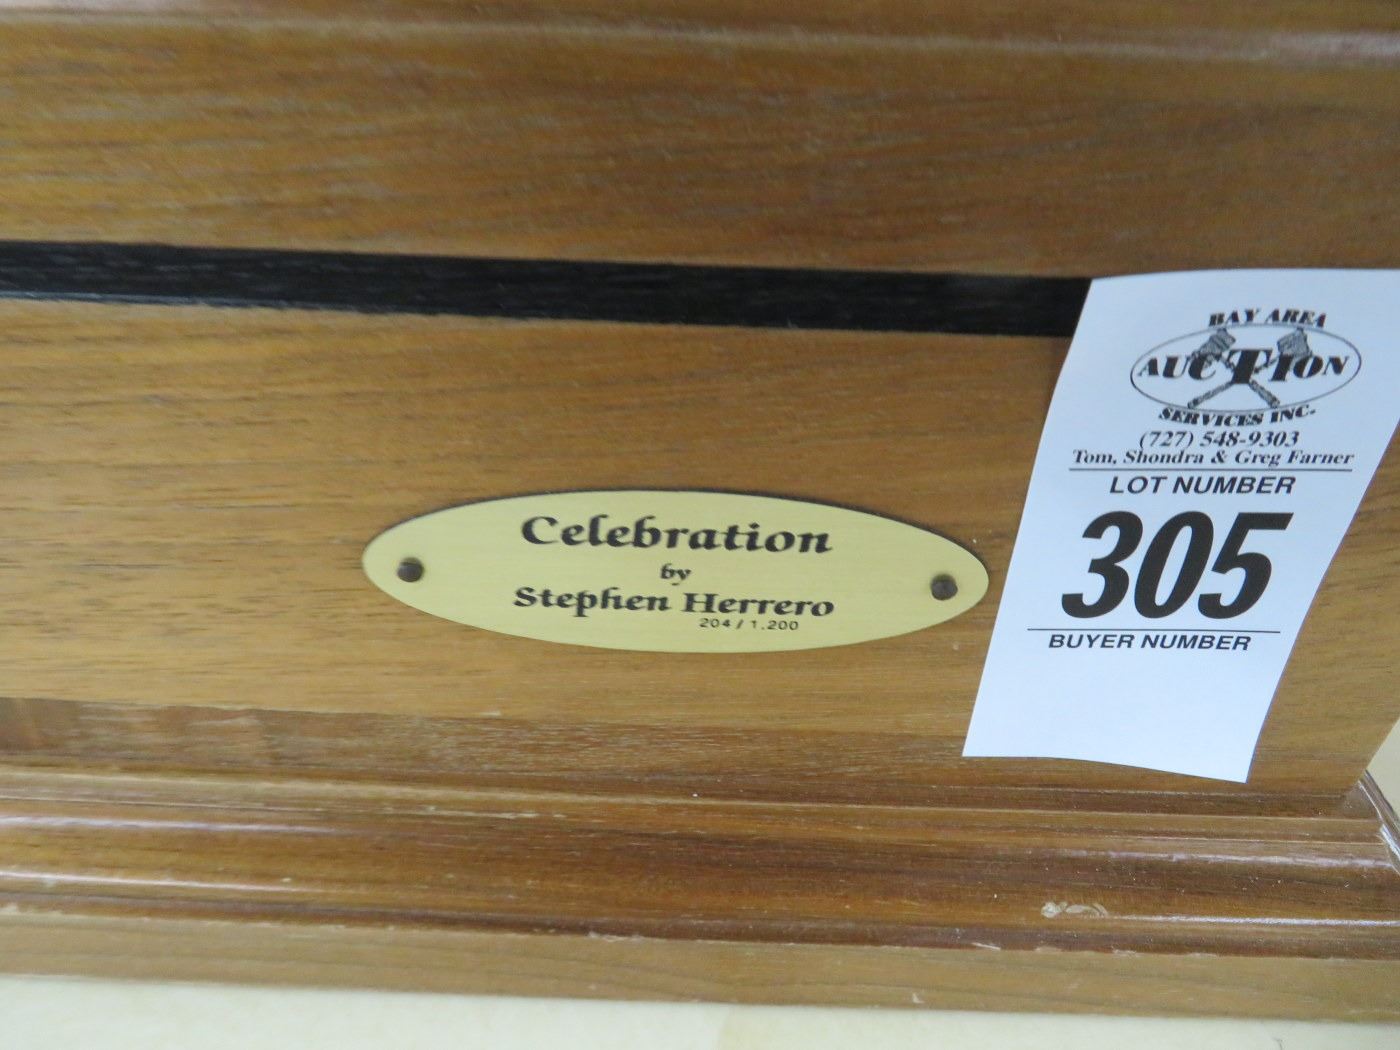 Celebration
by
Stephen Herrero
204/1.200
BAY AREA
AUCTION
SERVICES INC.
(727) 548-9303
Tom, Shondra & Greg Farner
LOT NUMBER
305
BUYER NUMBER